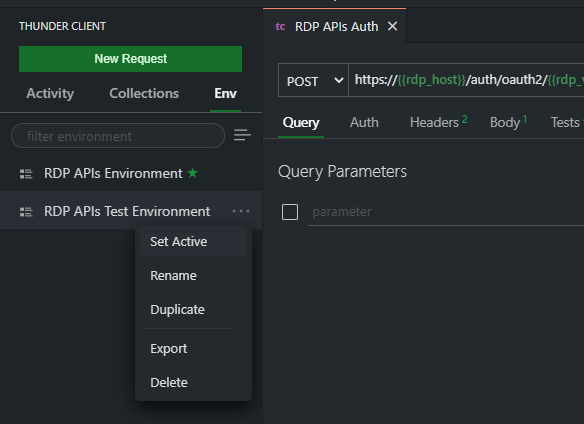 THUNDER CLIENT
New Request
Activity Collections Env
filter environment
RDP APIs Environment ★
RDP APIs Test Environment ...
Set Active
Rename
Duplicate
Export
Delete
tc RDP APIs Auth ×
POST https://{{rdp_host}}/auth/oauth2/{{rdp_
Query Auth Headers 2 Body 1 Tests
Query Parameters
parameter